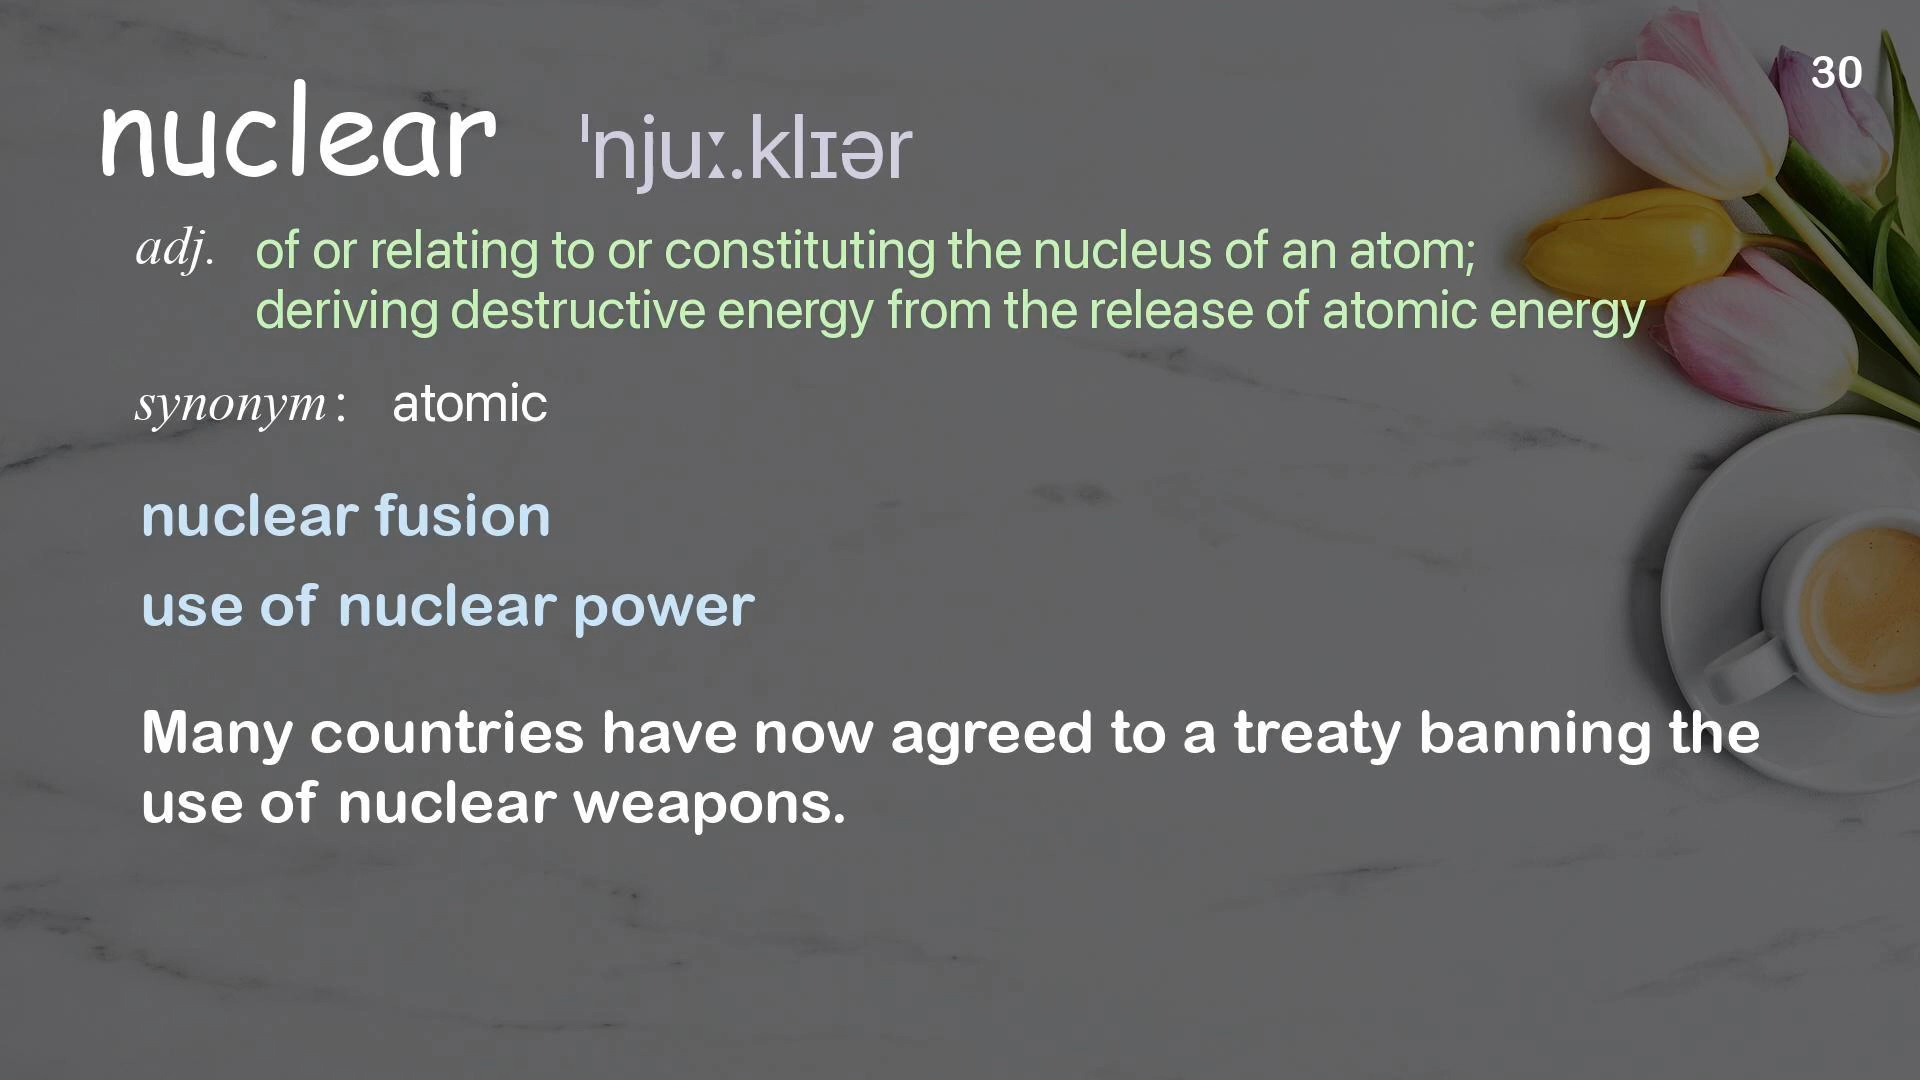 30
nuclear ˈnjuː.klɪər
adj. of or relating to or constituting the nucleus of an atom;
deriving destructive energy from the release of atomic energy
synonym: atomic
nuclear fusion
use of nuclear power
Many countries have now agreed to a treaty banning the
use of nuclear weapons.